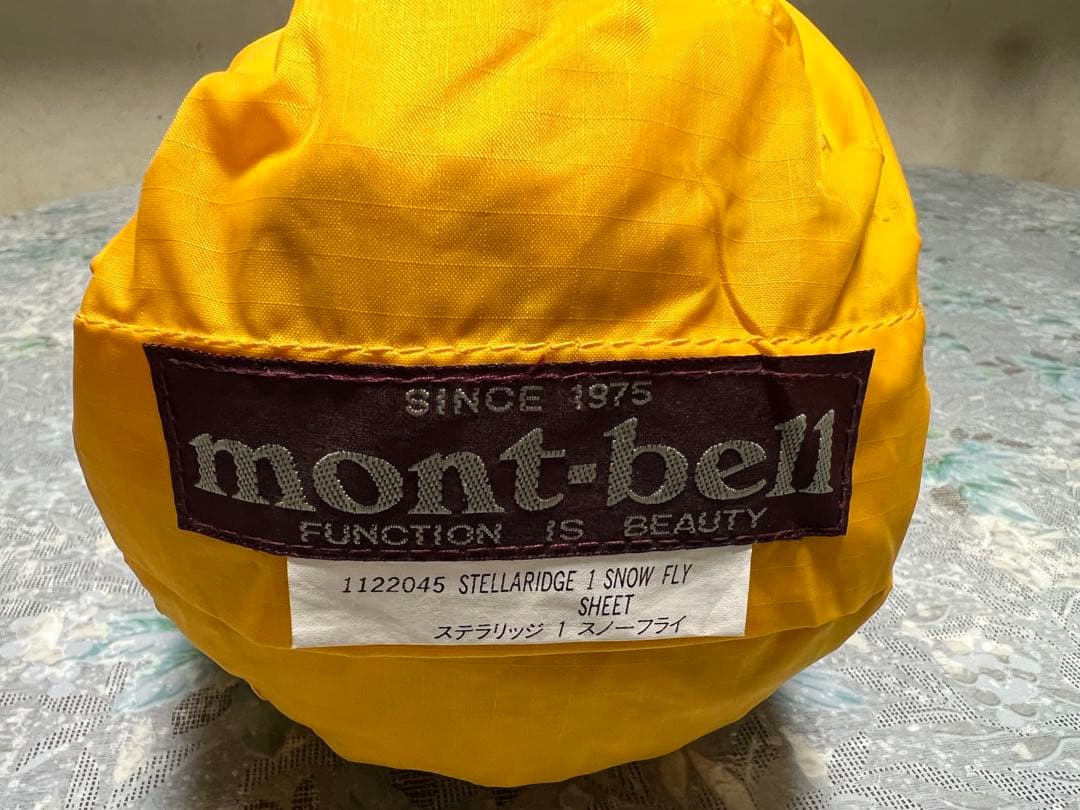 SINCE 1975
mont-bell
FUNCTION IS BEAUTY
1122045 STELLARIDGE 1 SNOW FLY
SHEET
ステラリッジ 1 スノーフライ